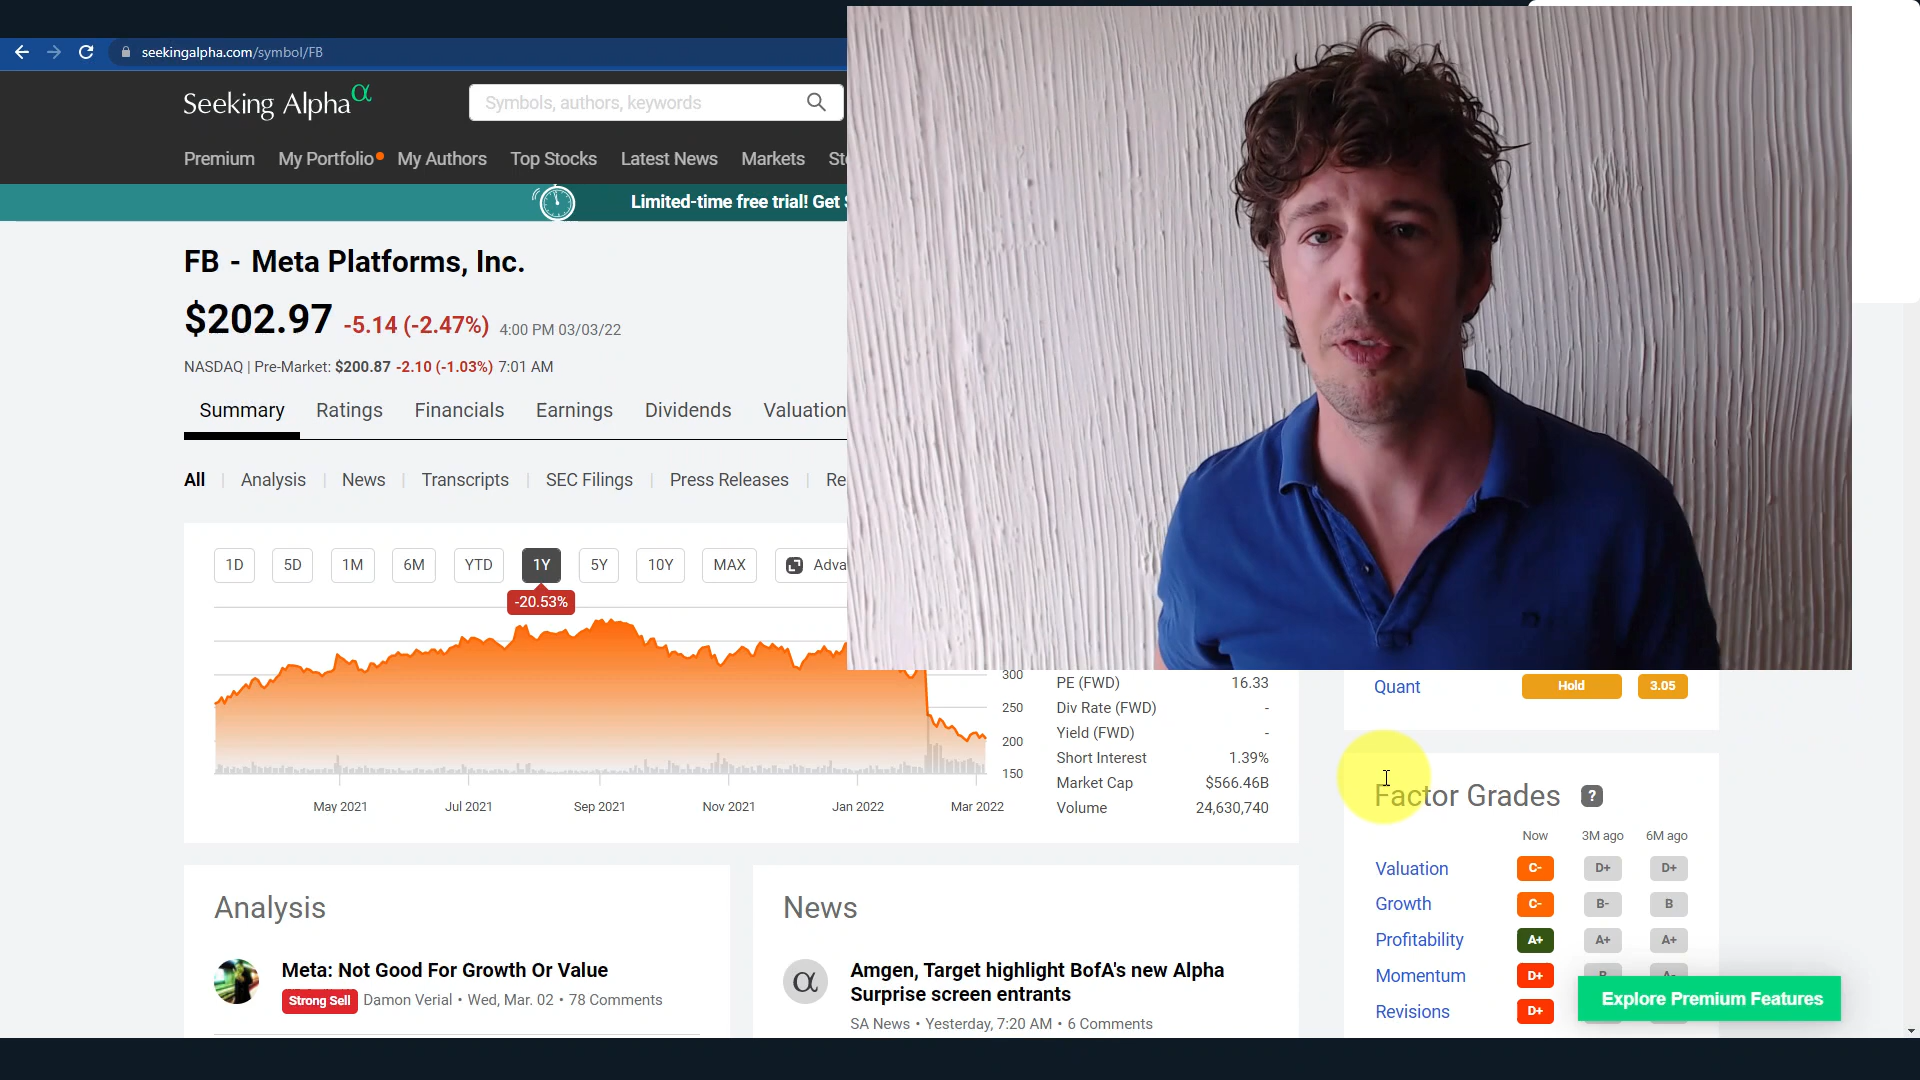 seekingalpha.com/symbol/FB
Seeking Alpha α
Symbols, authors, keywords
Premium My Portfolio My Authors Top Stocks Latest News Markets St
Limited-time free trial! Get S
FB - Meta Platforms, Inc.
$202.97 -5.14 (-2.47%) 4:00 PM 03/03/22
NASDAQ | Pre-Market: $200.87 -2.10 (-1.03%) 7:01 AM
Summary Ratings Financials Earnings Dividends Valuation
All Analysis News Transcripts SEC Filings Press Releases Re
1D 5D 1M 6M YTD 1Y 5Y 10Y MAX Adva
-20.53%
300
250
200
150
May 2021 Jul 2021 Sep 2021 Nov 2021 Jan 2022 Mar 2022
PE (FWD) 16.33
Div Rate (FWD) -
Yield (FWD) -
Short Interest 1.39%
Market Cap $566.46B
Volume 24,630,740
Quant Hold 3.05
Factor Grades ?
Now 3M ago 6M ago
Valuation C- D+ D+
Growth C- B- B
Profitability A+ A+ A+
Momentum D+
Revisions D+
Explore Premium Features
Analysis
Meta: Not Good For Growth Or Value
Strong Sell Damon Verial • Wed, Mar. 02 • 78 Comments
News
α
Amgen, Target highlight BofA's new Alpha
Surprise screen entrants
SA News • Yesterday, 7:20 AM • 6 Comments